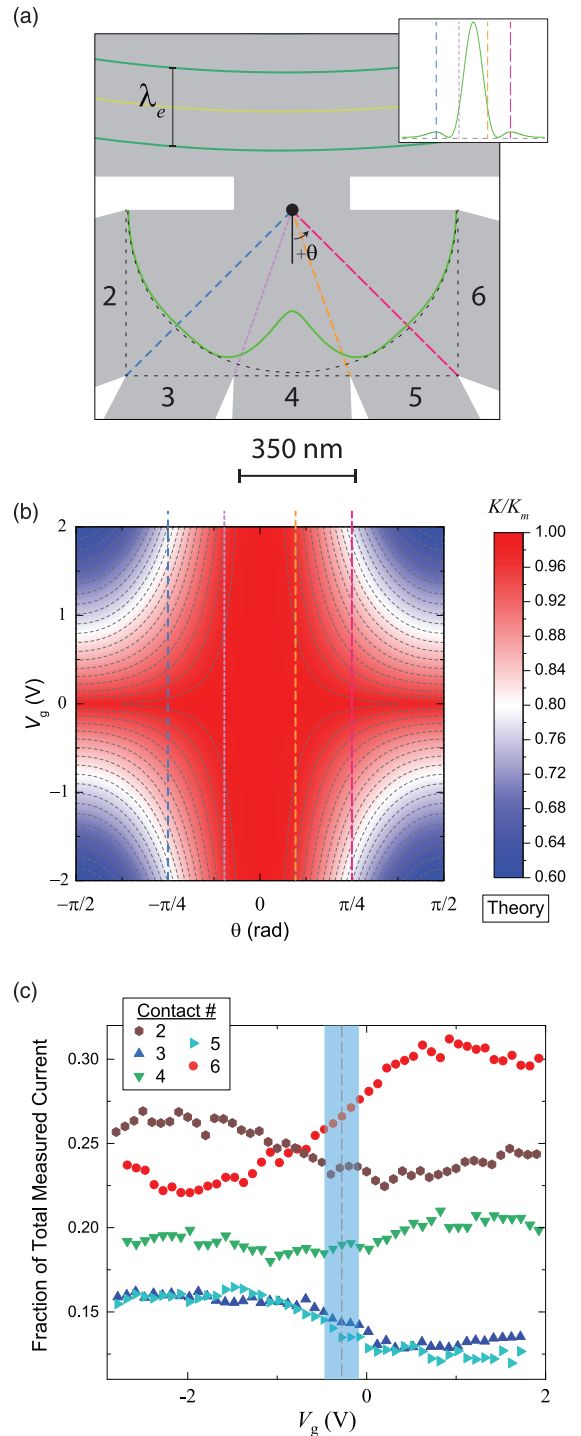 (a)
λe
+θ
2
6
3
4
5
350 nm
(b)
K/Km
2
1
0
−1
−2
Vg (V)
−π/2
−π/4
0
π/4
π/2
θ (rad)
1.00
0.96
0.92
0.88
0.84
0.80
0.76
0.72
0.68
0.64
0.60
Theory
(c)
Contact #
2
5
3
6
4
0.30
0.25
0.20
0.15
Fraction of Total Measured Current
-2
0
2
Vg (V)